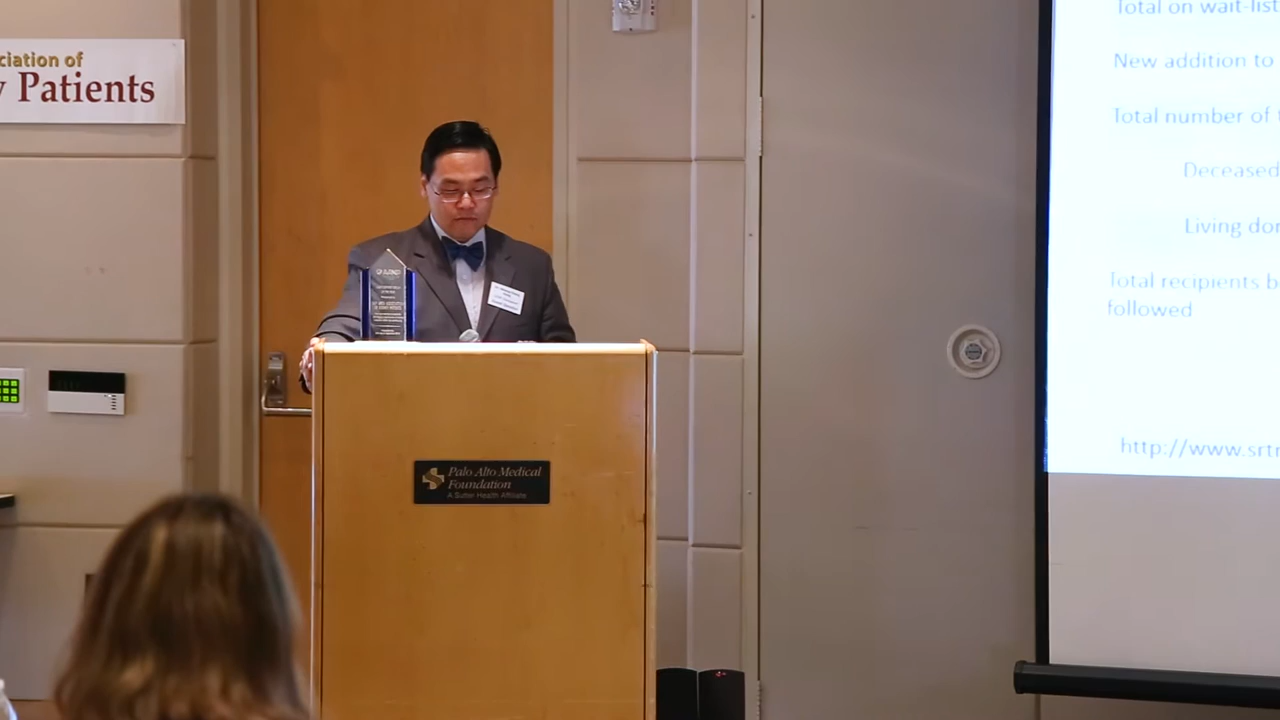 ciation of
y Patients
Palo Alto Medical
Foundation
A Sutter Health Affiliate
Total on wait-list
New addition to
Total number of t
Deceased
Living dor
Total recipients b
followed
http://www.srtr